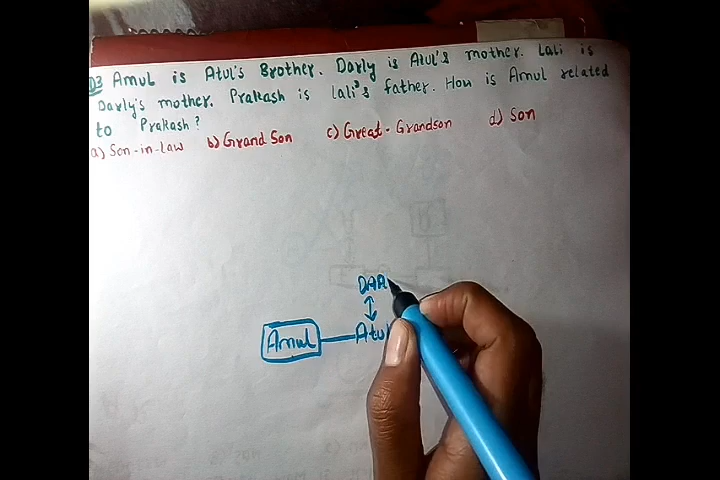 Q3 Amul is Atul's Brother. Darly is Atul's mother. Lali is
Darly's mother. Prakash is Lali's father. How is Amul related
to Prakash?
a) Son-in-Law b) Grand Son c) Great-Grandson d) Son
DAR
Amul Atul